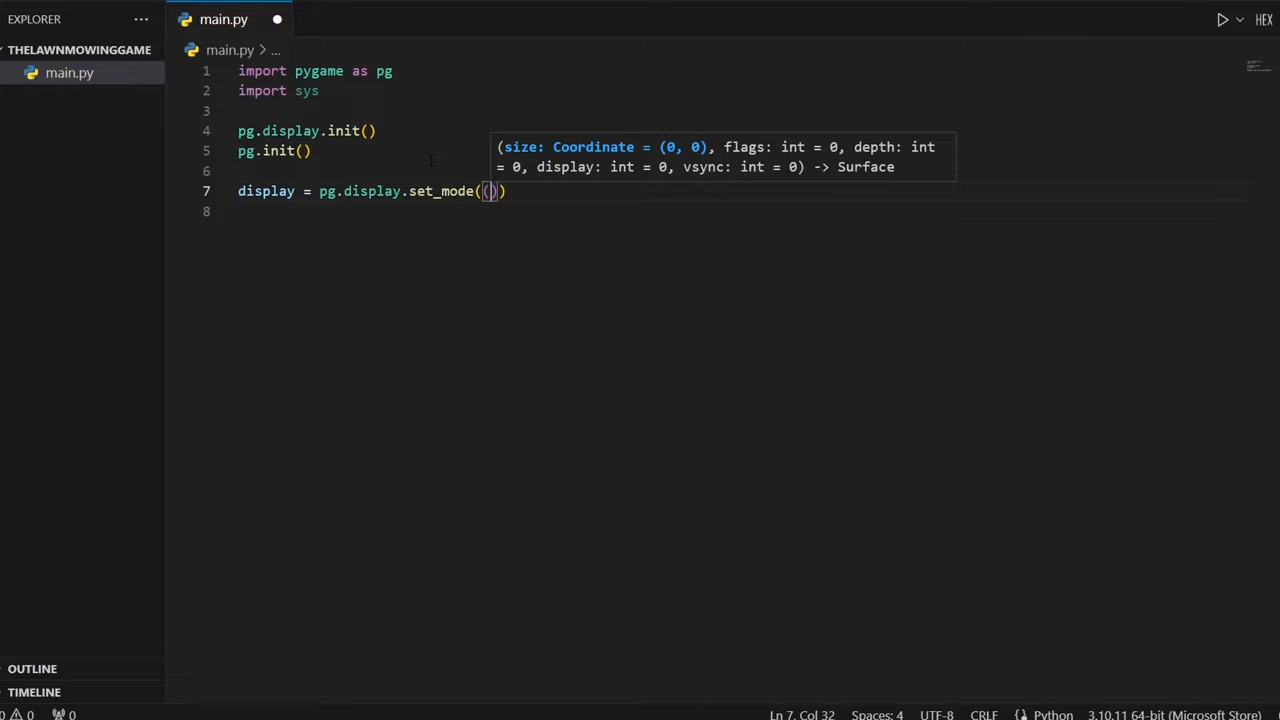 EXPLORER ...
main.py
HEX
THELAWNMOWINGGAME
main.py
main.py > ...
1 import pygame as pg
2 import sys
3
4 pg.display.init()
5 pg.init()
6
(size: Coordinate = (0, 0), flags: int = 0, depth: int
= 0, display: int = 0, vsync: int = 0) -> Surface
7 display = pg.display.set_mode(())
8
OUTLINE
TIMELINE
0 0 0 Ln 7, Col 32 Spaces: 4 UTF-8 CRLF Python 3.10.11 64-bit (Microsoft Store)